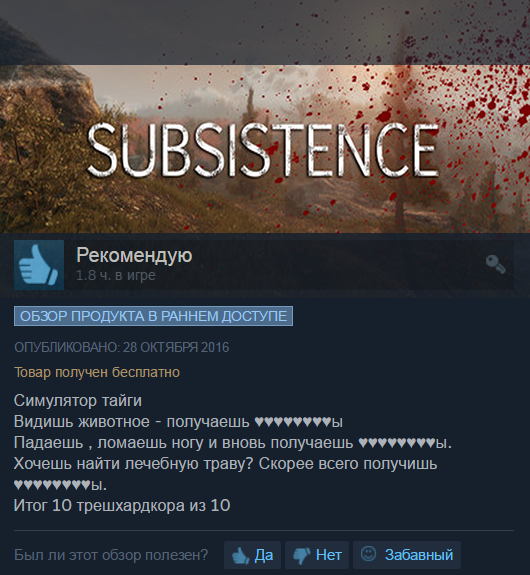 SUBSISTENCE
Рекомендую
1.8 ч. в игре
ОБЗОР ПРОДУКТА В РАННЕМ ДОСТУПЕ
ОПУБЛИКОВАНО: 28 ОКТЯБРЯ 2016
Товар получен бесплатно
Симулятор тайги
Видишь животное - получаешь ♥♥♥♥♥♥♥♥ы
Падаешь , ломаешь ногу и вновь получаешь ♥♥♥♥♥♥♥♥ы.
Хочешь найти лечебную траву? Скорее всего получишь
♥♥♥♥♥♥♥♥ы.
Итог 10 трешхардкора из 10
Был ли этот обзор полезен? Да Нет Забавный